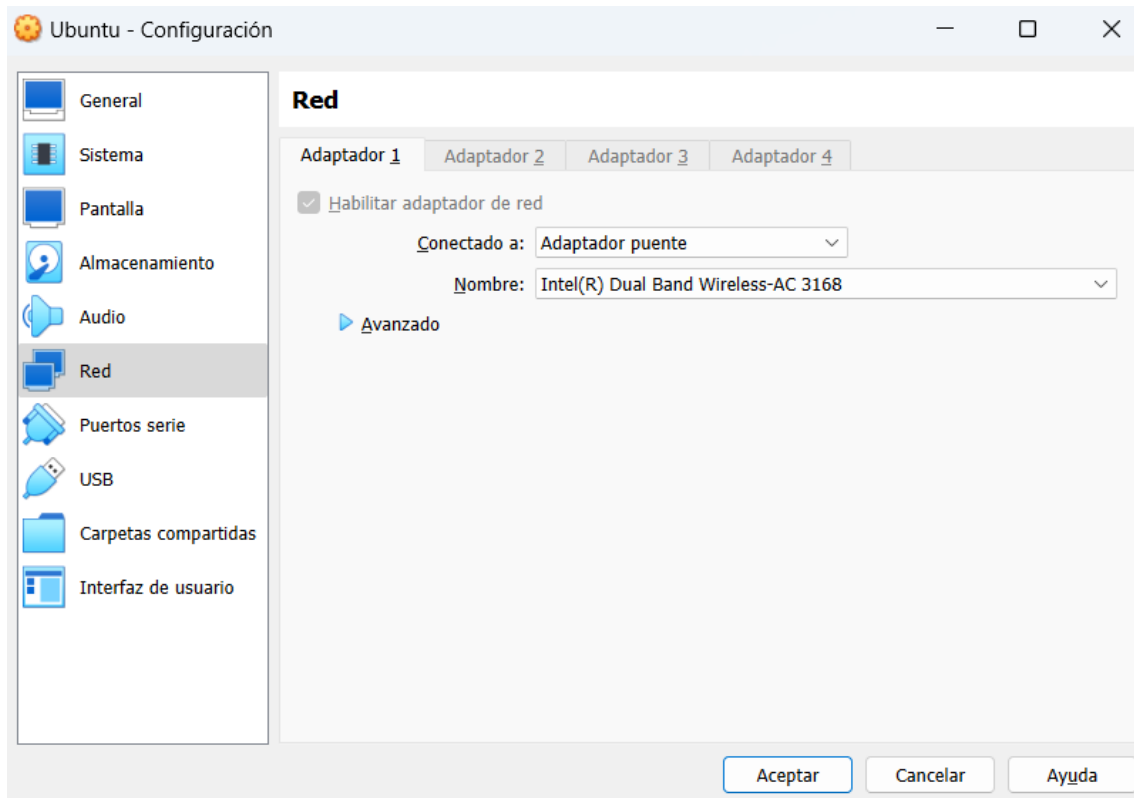 Ubuntu - Configuración
General
Sistema
Pantalla
Almacenamiento
Audio
Red
Puertos serie
USB
Carpetas compartidas
Interfaz de usuario
Red
Adaptador 1 Adaptador 2 Adaptador 3 Adaptador 4
Habilitar adaptador de red
Conectado a: Adaptador puente
Nombre: Intel(R) Dual Band Wireless-AC 3168
Avanzado
Aceptar Cancelar Ayuda